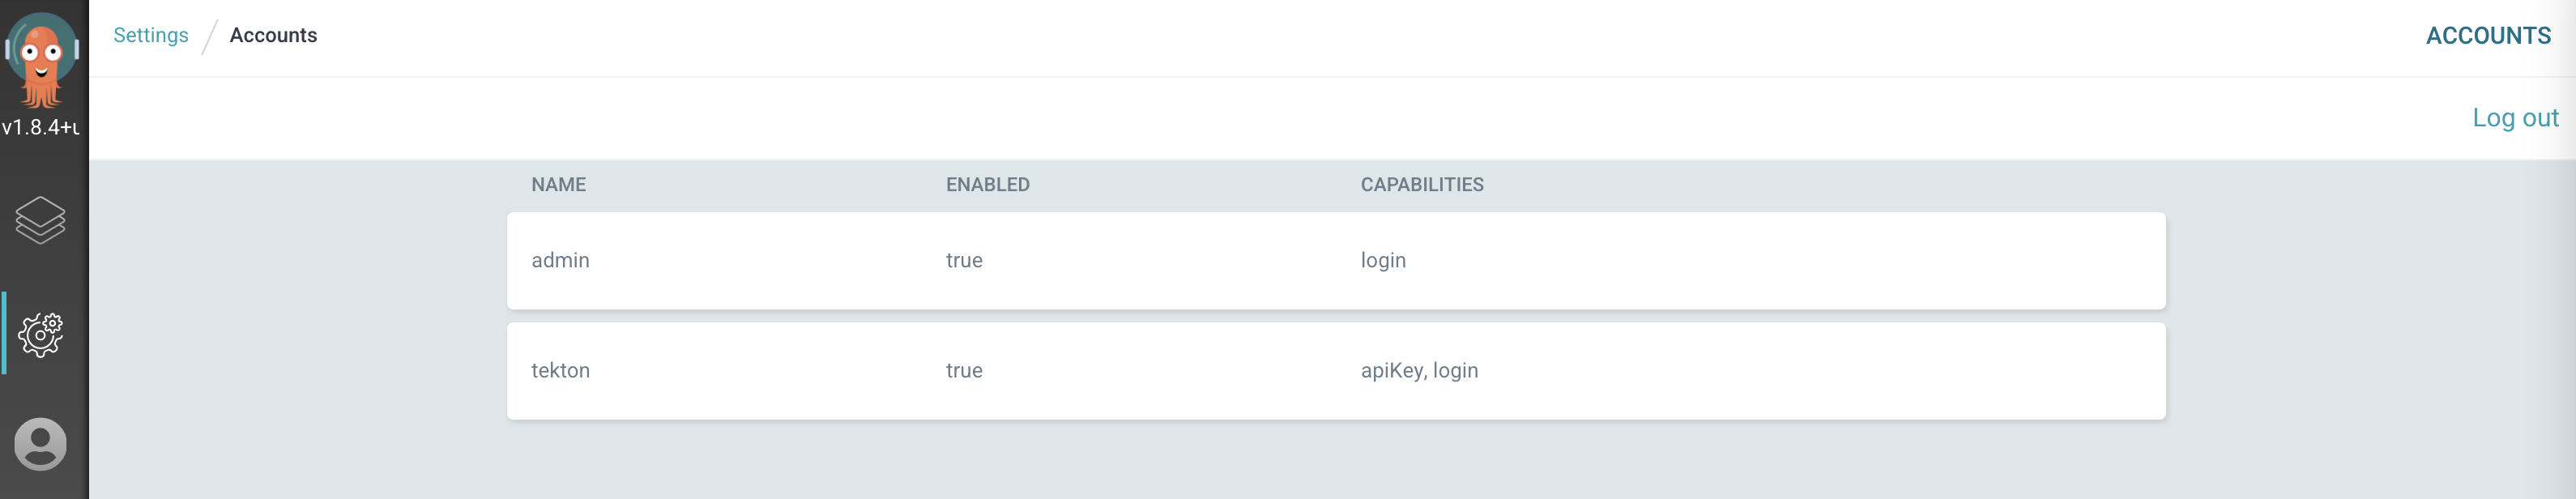 Settings / Accounts
ACCOUNTS
v1.8.4+
Log out
NAME ENABLED CAPABILITIES
admin true login
tekton true apiKey, login